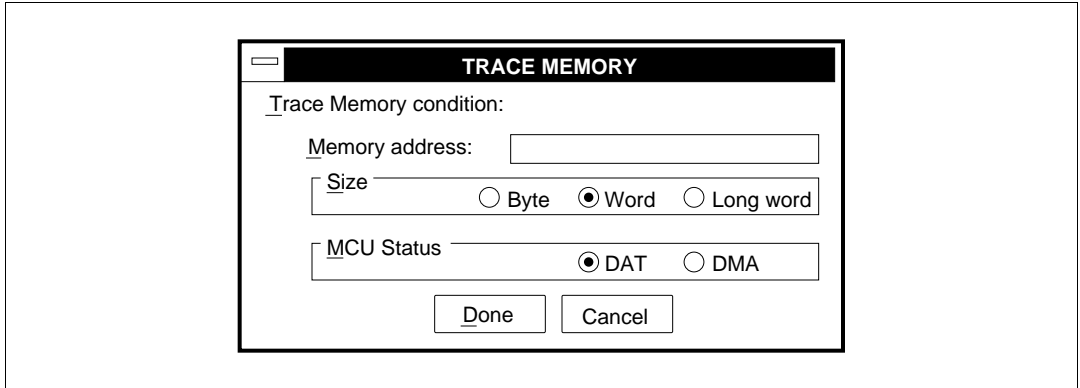 TRACE MEMORY
Trace Memory condition:
Memory address:
Size
Byte Word Long word
MCU Status
DAT DMA
Done Cancel